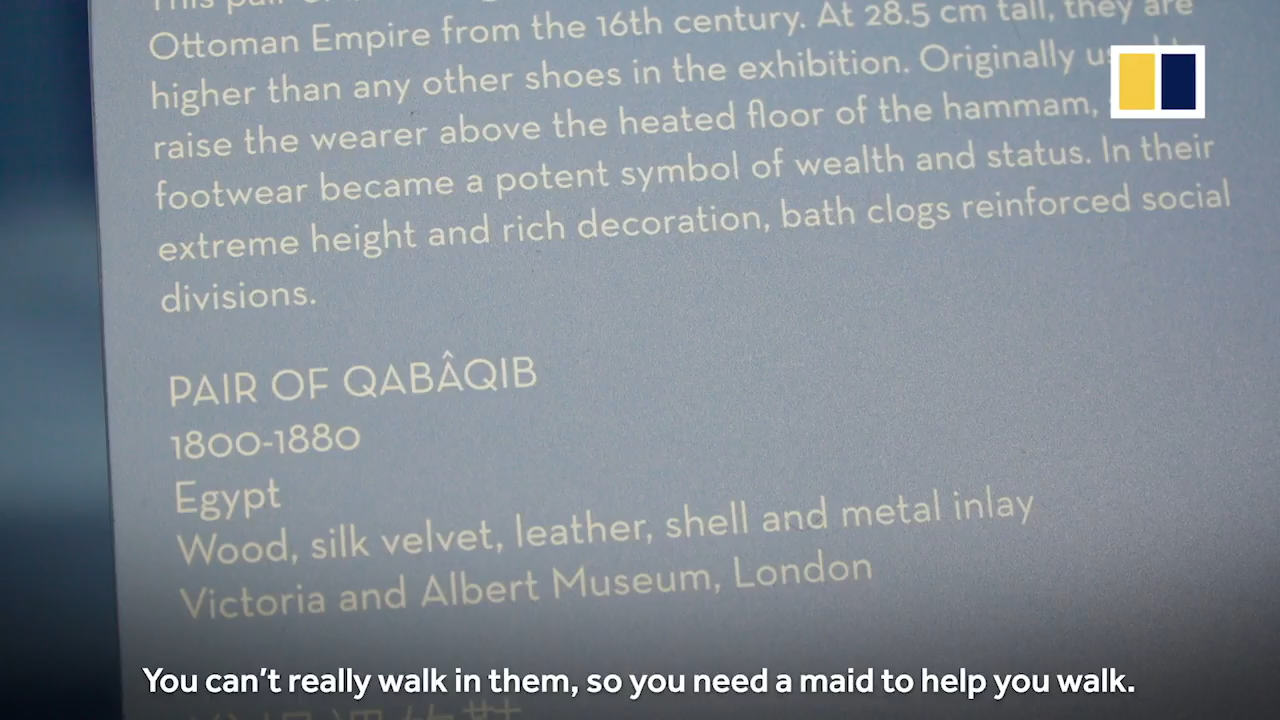 This pair of
Ottoman Empire from the 16th century. At 28.5 cm tall, they are
higher than any other shoes in the exhibition. Originally
raise the wearer above the heated floor of the hammam,
footwear became a potent symbol of wealth and status. In their
extreme height and rich decoration, bath clogs reinforced social
divisions.
PAIR OF QABÂQIB
1800-1880
Egypt
Wood, silk velvet, leather, shell and metal inlay
Victoria and Albert Museum, London
You can't really walk in them, so you need a maid to help you walk.